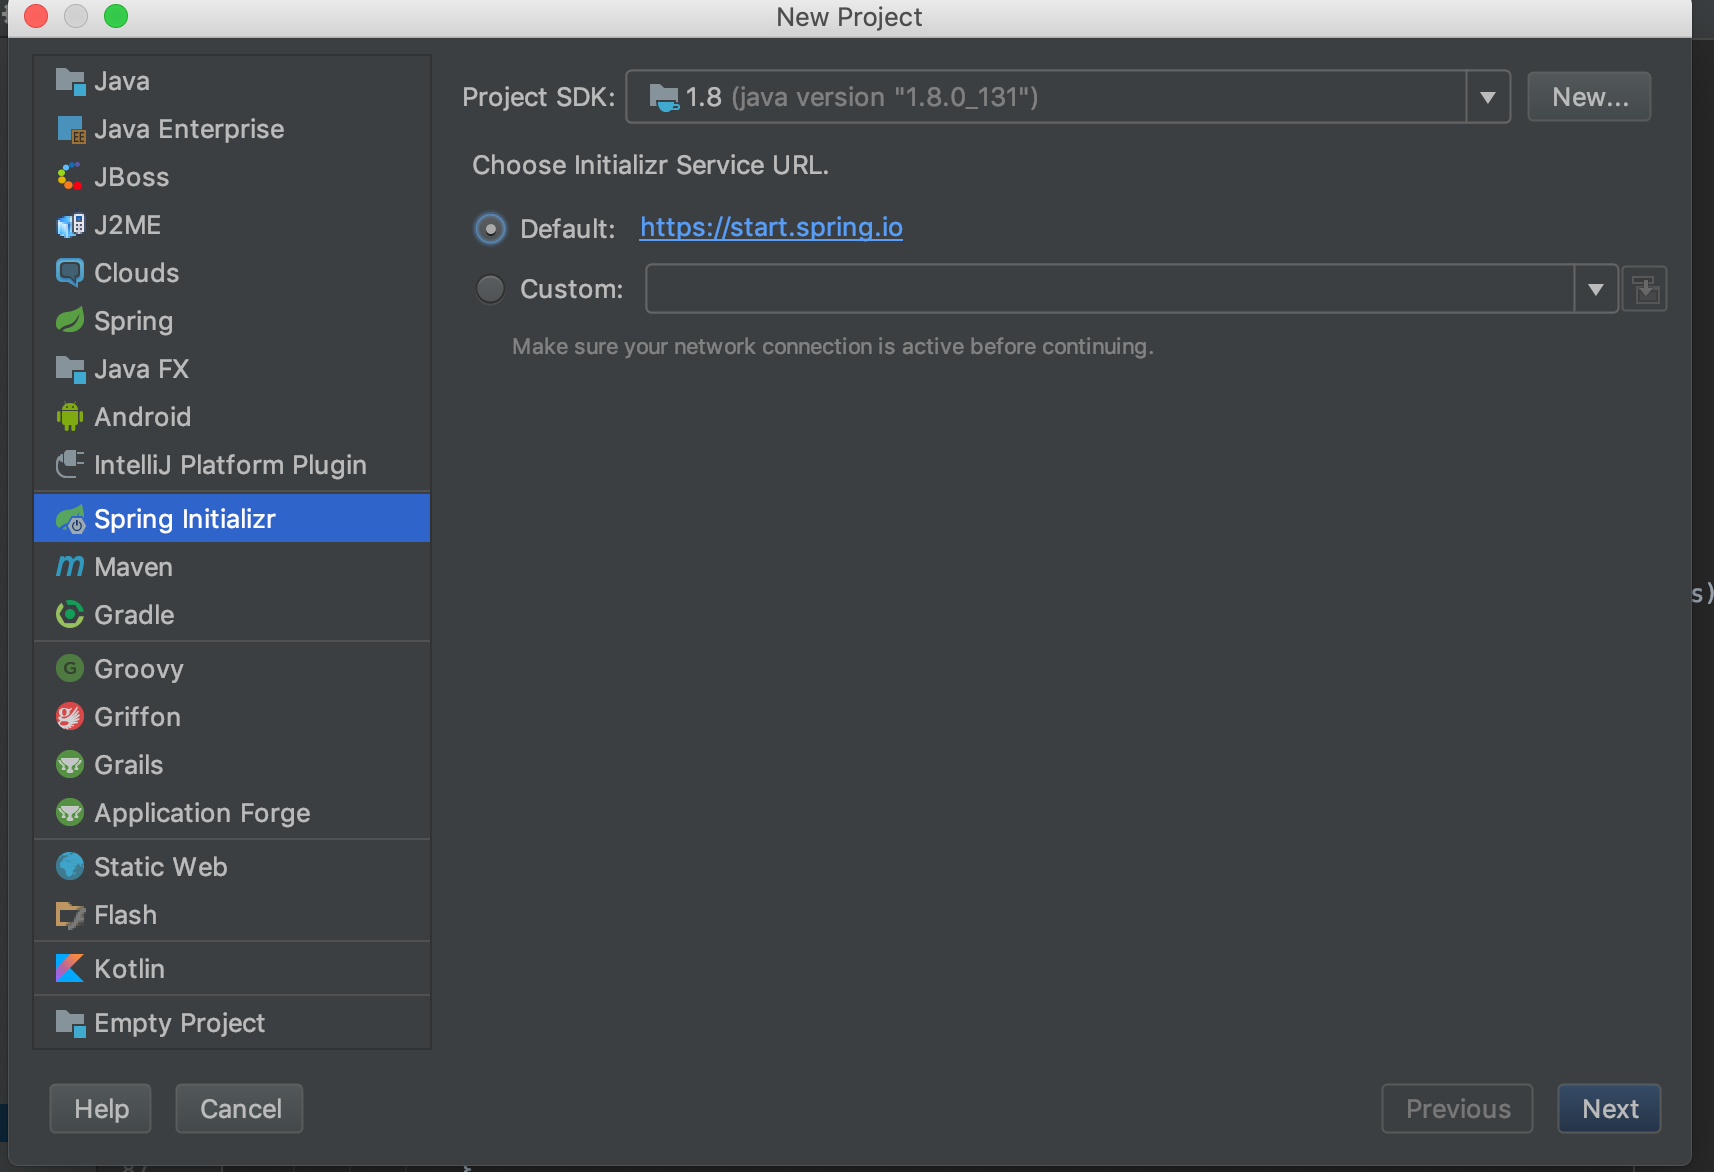 New Project
Java
Java Enterprise
JBoss
J2ME
Clouds
Spring
Java FX
Android
IntelliJ Platform Plugin
Spring Initializr
Maven
Gradle
Groovy
Griffon
Grails
Application Forge
Static Web
Flash
Kotlin
Empty Project
Project SDK: 1.8 (java version "1.8.0_131") New...
Choose Initializr Service URL.
Default: https://start.spring.io
Custom:
Make sure your network connection is active before continuing.
s)
Help Cancel Previous Next